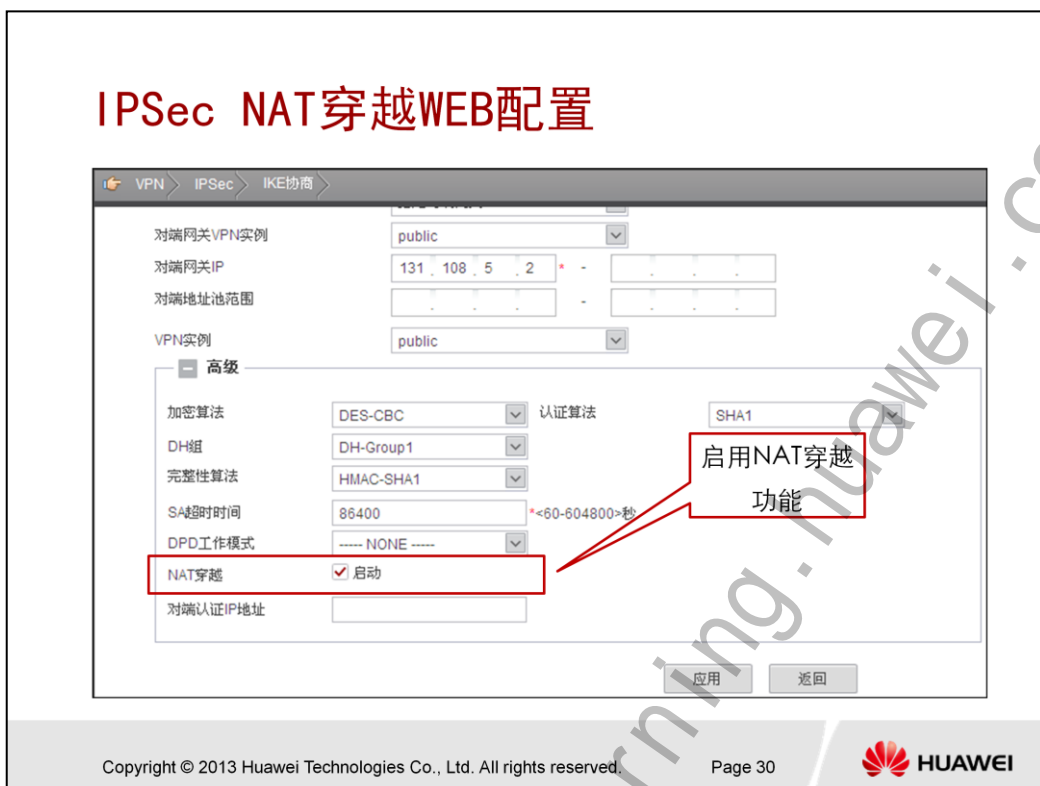 IPSec NAT穿越WEB配置
VPN IPSec IKE协商
对端网关VPN实例 public
对端网关IP 131 . 108 . 5 . 2 * - . . .
对端地址池范围 . . . - . . .
VPN实例 public
高级
加密算法 DES-CBC 认证算法 SHA1
DH组 DH-Group1
完整性算法 HMAC-SHA1
启用NAT穿越
功能
SA超时时间 86400 *<60-604800>秒
DPD工作模式 ----- NONE -----
NAT穿越 启动
对端认证IP地址
应用 返回
Copyright © 2013 Huawei Technologies Co., Ltd. All rights reserved. Page 30
HUAWEI
rning.huawei.c